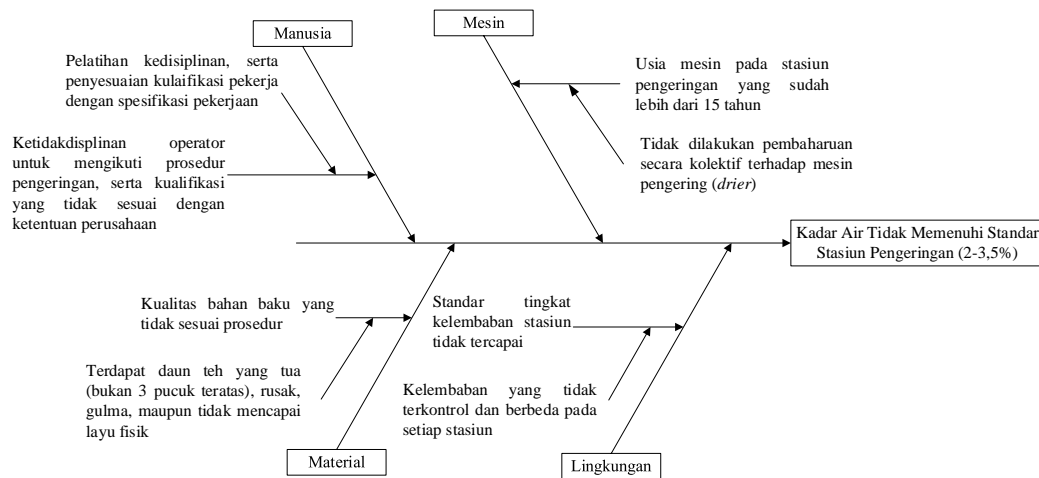 Manusia
Mesin
Pelatihan kedisiplinan, serta
penyesuaian kulaifikasi pekerja
dengan spesifikasi pekerjaan
Ketidakdisplinan operator
untuk mengikuti prosedur
pengeringan, serta kualifikasi
yang tidak sesuai dengan
ketentuan perusahaan
Usia mesin pada stasiun
pengeringan yang sudah
lebih dari 15 tahun
Tidak dilakukan pembaharuan
secara kolektif terhadap mesin
pengering (drier)
Kadar Air Tidak Memenuhi Standar
Stasiun Pengeringan (2-3,5%)
Kualitas bahan baku yang
tidak sesuai prosedur
Terdapat daun teh yang tua
(bukan 3 pucuk teratas), rusak,
gulma, maupun tidak mencapai
layu fisik
Standar tingkat
kelembaban stasiun
tidak tercapai
Kelembaban yang tidak
terkontrol dan berbeda pada
setiap stasiun
Material
Lingkungan